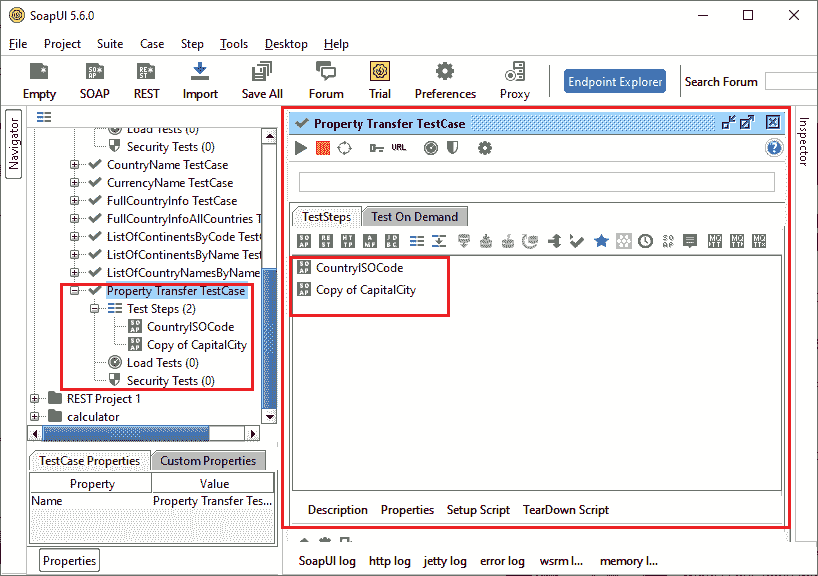 SoapUI 5.6.0
File Project Suite Case Step Tools Desktop Help
Empty SOAP REST Import Save All Forum Trial Preferences Proxy Endpoint Explorer Search Forum
Navigator
Load Tests (0)
Security Tests (0)
CountryName TestCase
CurrencyName TestCase
FullCountryInfo TestCase
FullCountryInfoAllCountries T
ListOfContinentsByCode Test
ListOfContinentsByName Te
ListOfCountryNamesByName
Property Transfer TestCase
Test Steps (2)
CountryISOCode
Copy of CapitalCity
Load Tests (0)
Security Tests (0)
REST Project 1
calculator
TestCase Properties Custom Properties
Property Value
Name Property Transfer Tes...
Properties
Property Transfer TestCase
URL
TestSteps Test On Demand
CountryISOCode
Copy of CapitalCity
Description Properties Setup Script TearDown Script
SoapUI log http log jetty log error log wsrm l... memory l...
Inspector